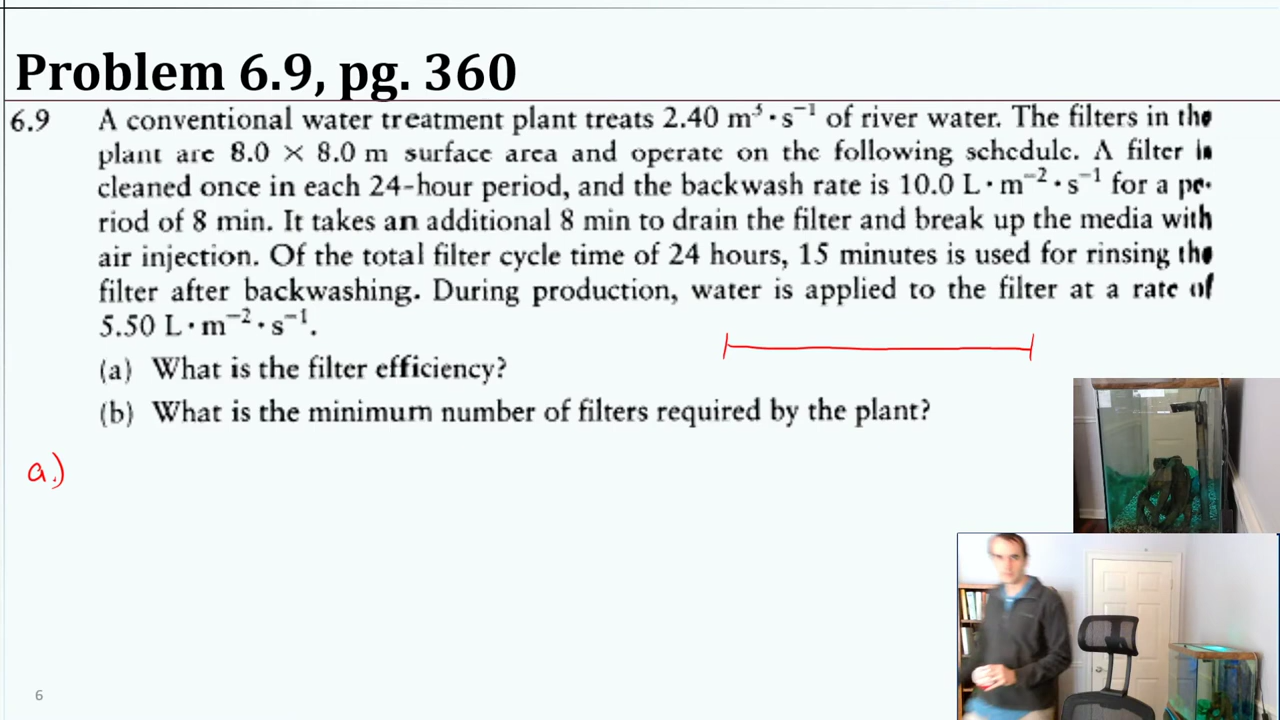 Problem 6.9, pg. 360
6.9 A conventional water treatment plant treats 2.40 m³·s⁻¹ of river water. The filters in the
plant are 8.0 × 8.0 m surface area and operate on the following schedule. A filter is
cleaned once in each 24-hour period, and the backwash rate is 10.0 L·m⁻²·s⁻¹ for a pe-
riod of 8 min. It takes an additional 8 min to drain the filter and break up the media with
air injection. Of the total filter cycle time of 24 hours, 15 minutes is used for rinsing the
filter after backwashing. During production, water is applied to the filter at a rate of
5.50 L·m⁻²·s⁻¹.
(a) What is the filter efficiency?
(b) What is the minimum number of filters required by the plant?
a.)
6